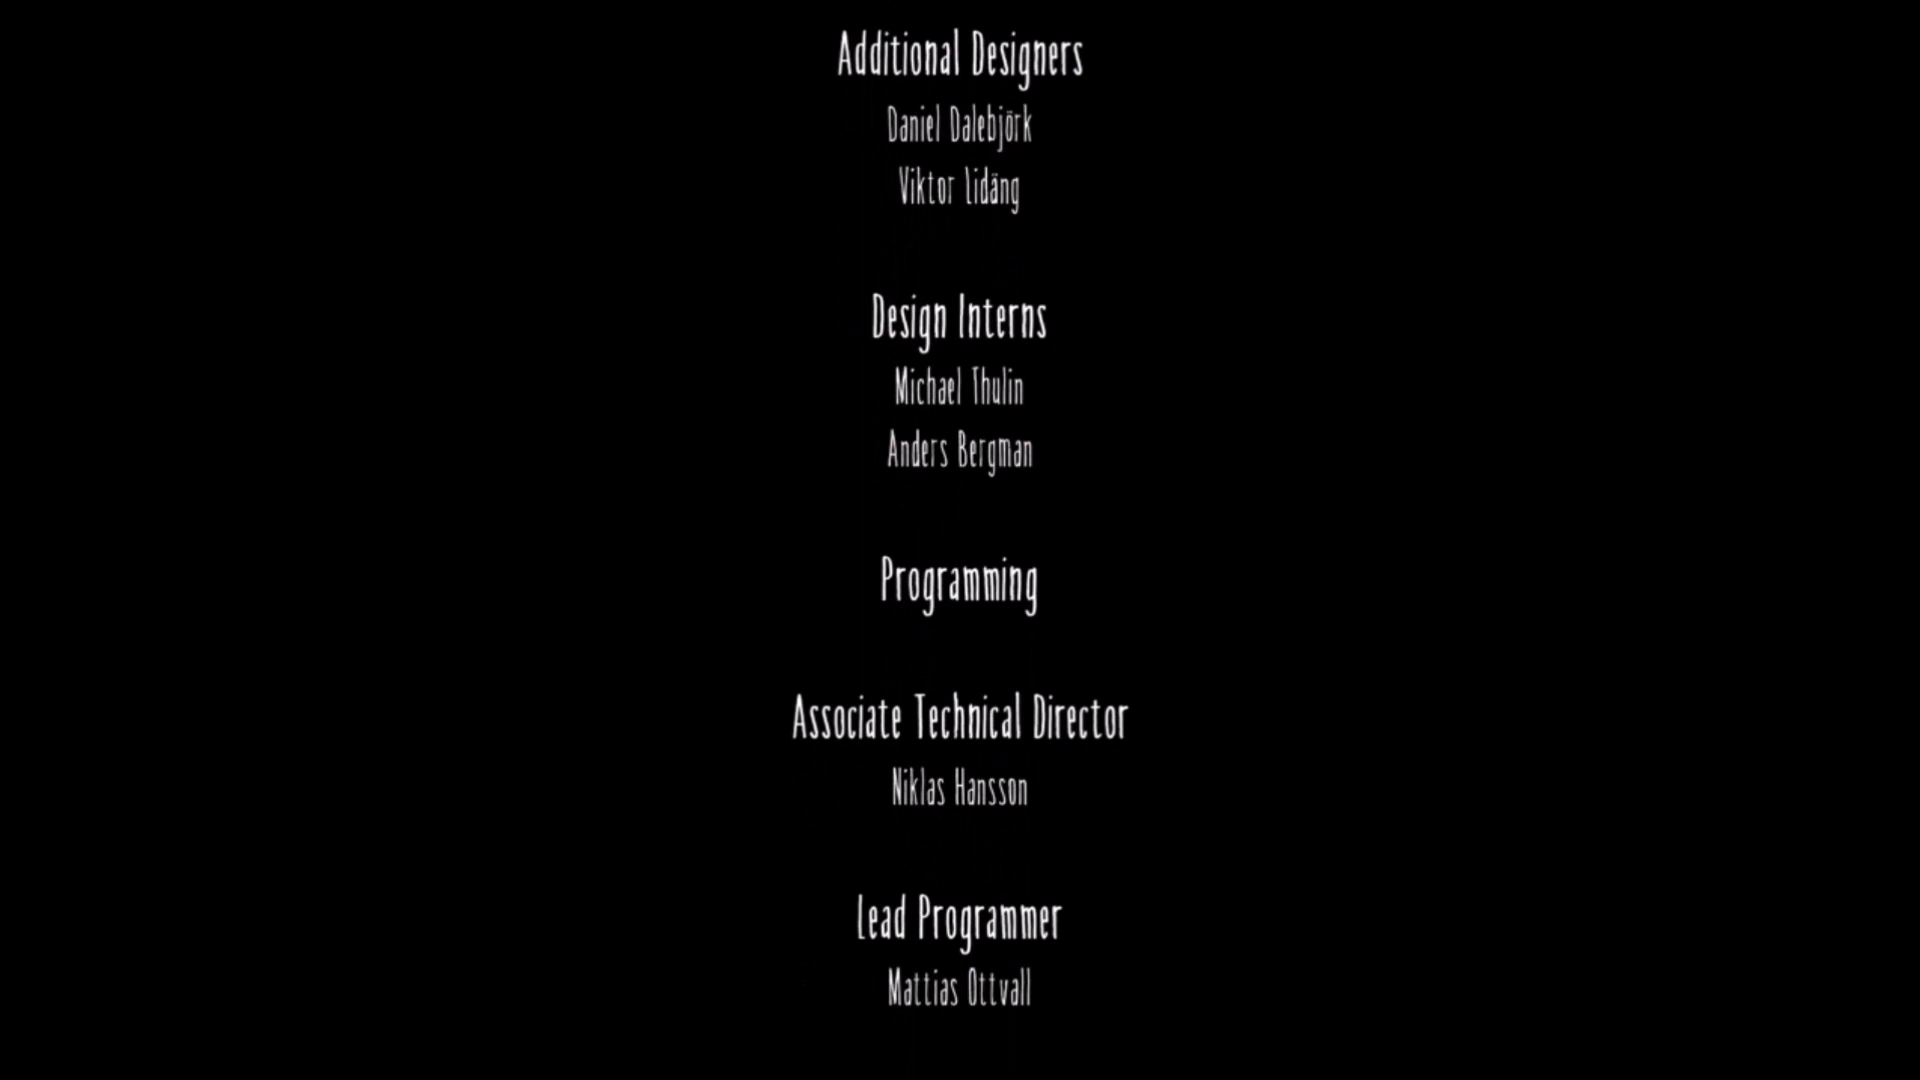 Additional Designers
Daniel Dalebjörk
Viktor Lidäng
Design Interns
Michael Thulin
Anders Bergman
Programming
Associate Technical Director
Niklas Hansson
Lead Programmer
Mattias Ottvall